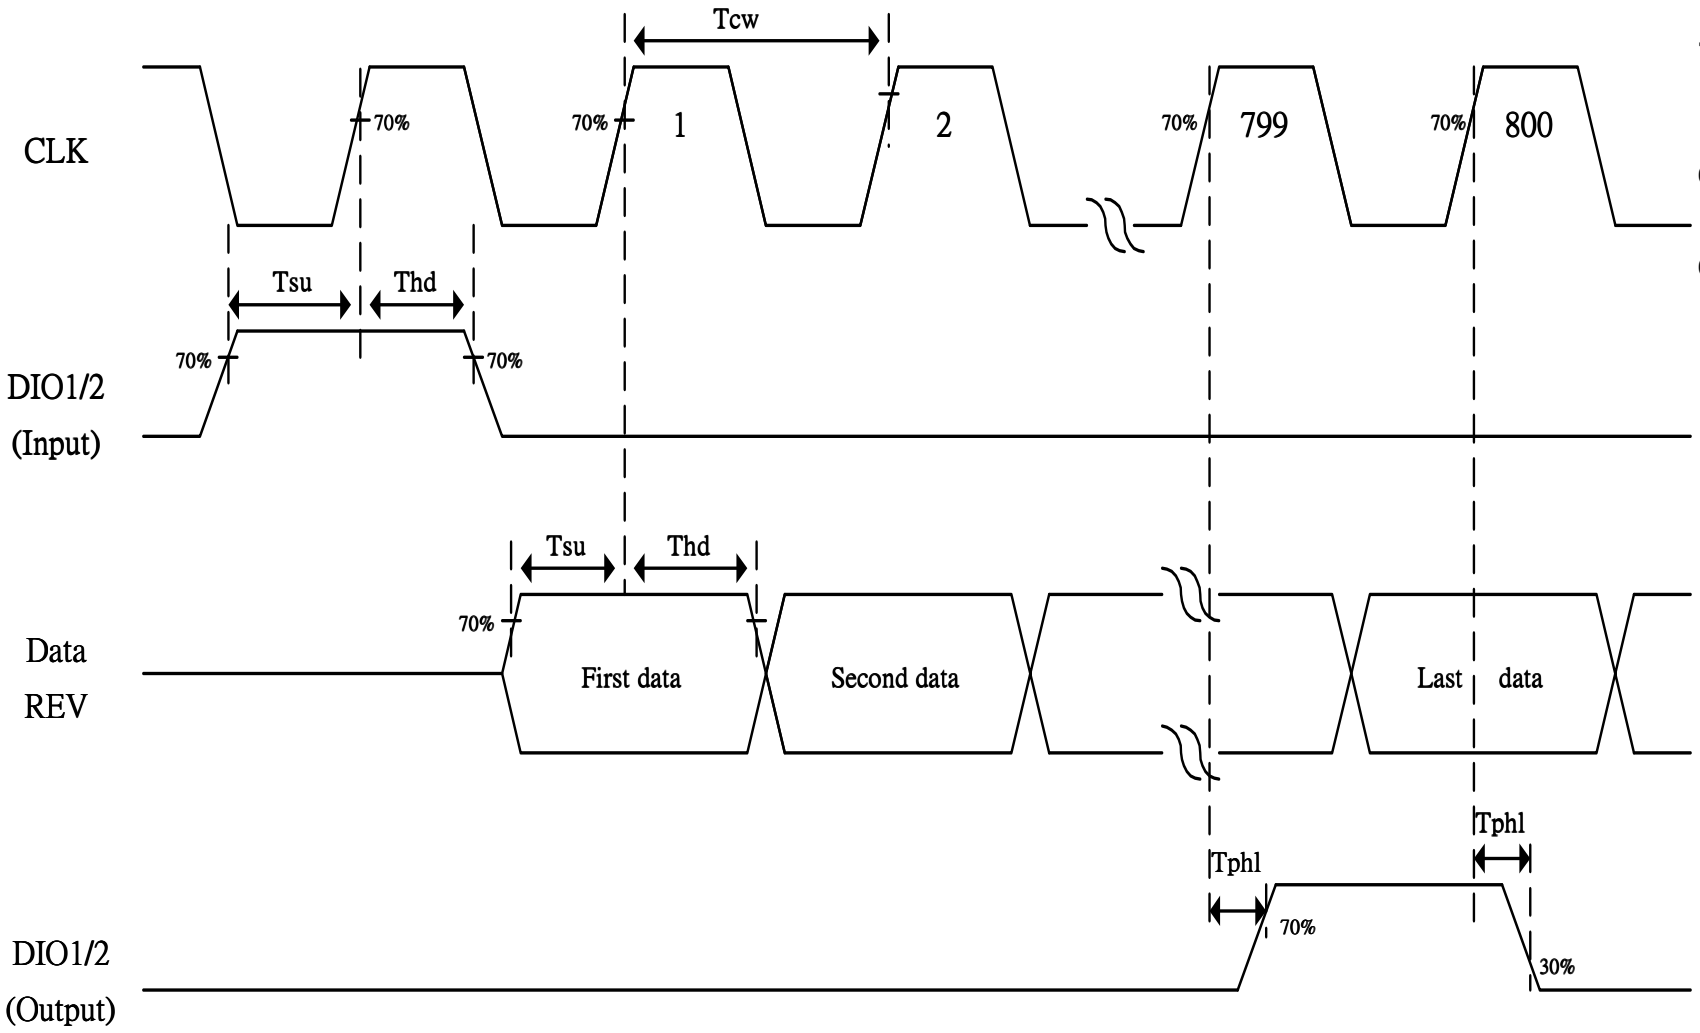 Tcw
70%
70%
1
2
70%
799
70%
800
CLK
Tsu
Thd
70%
70%
DIO1/2
(Input)
Tsu
Thd
70%
Data
REV
First data
Second data
Last data
Tphl
Tphl
70%
DIO1/2
(Output)
30%